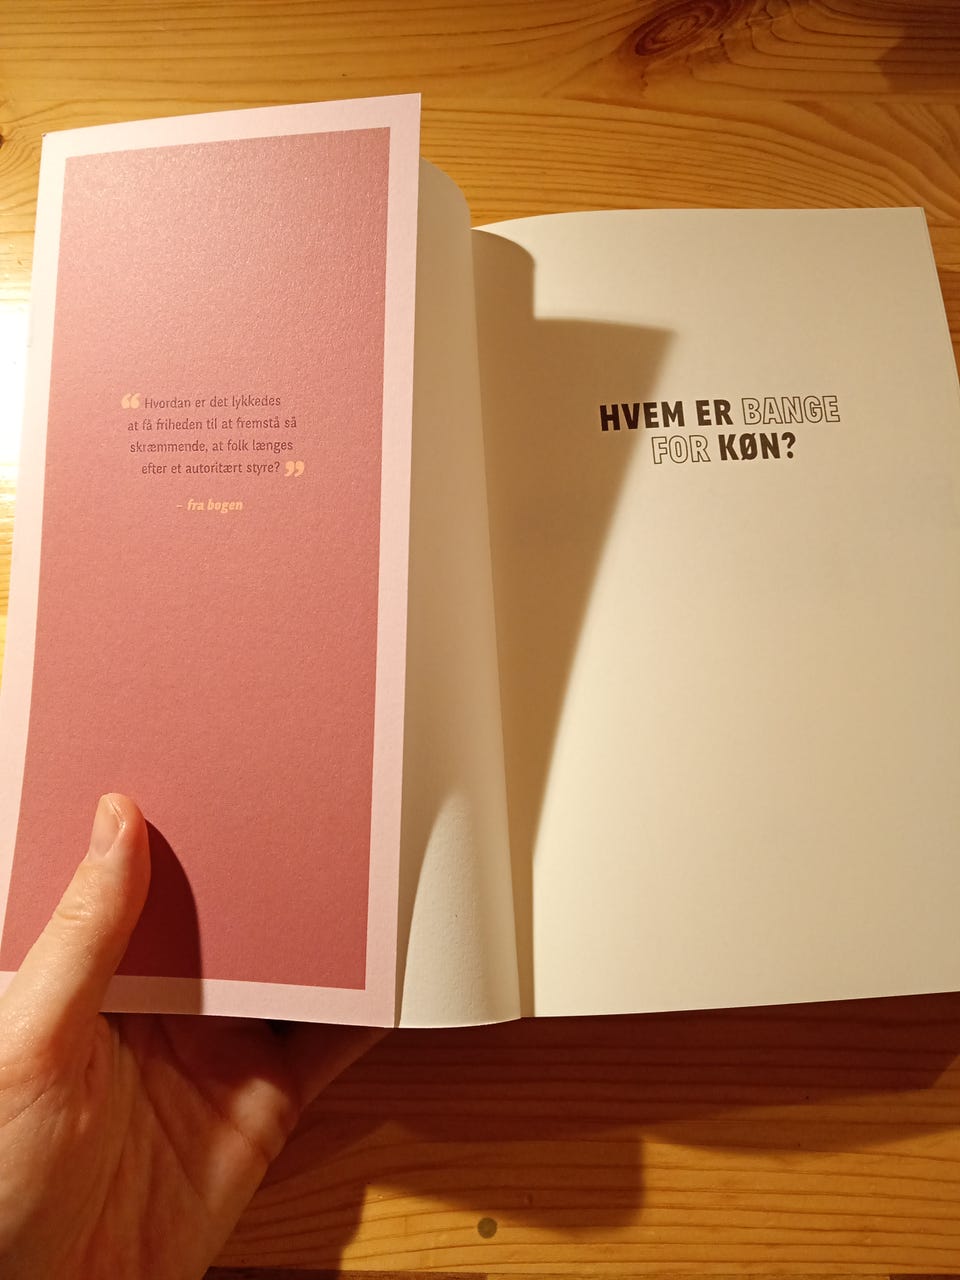 “ Hvordan er det lykkedes
at få friheden til at fremstå så
skræmmende, at folk længes
efter et autoritært styre? ”
– fra bogen
HVEM ER BANGE
FOR KØN?